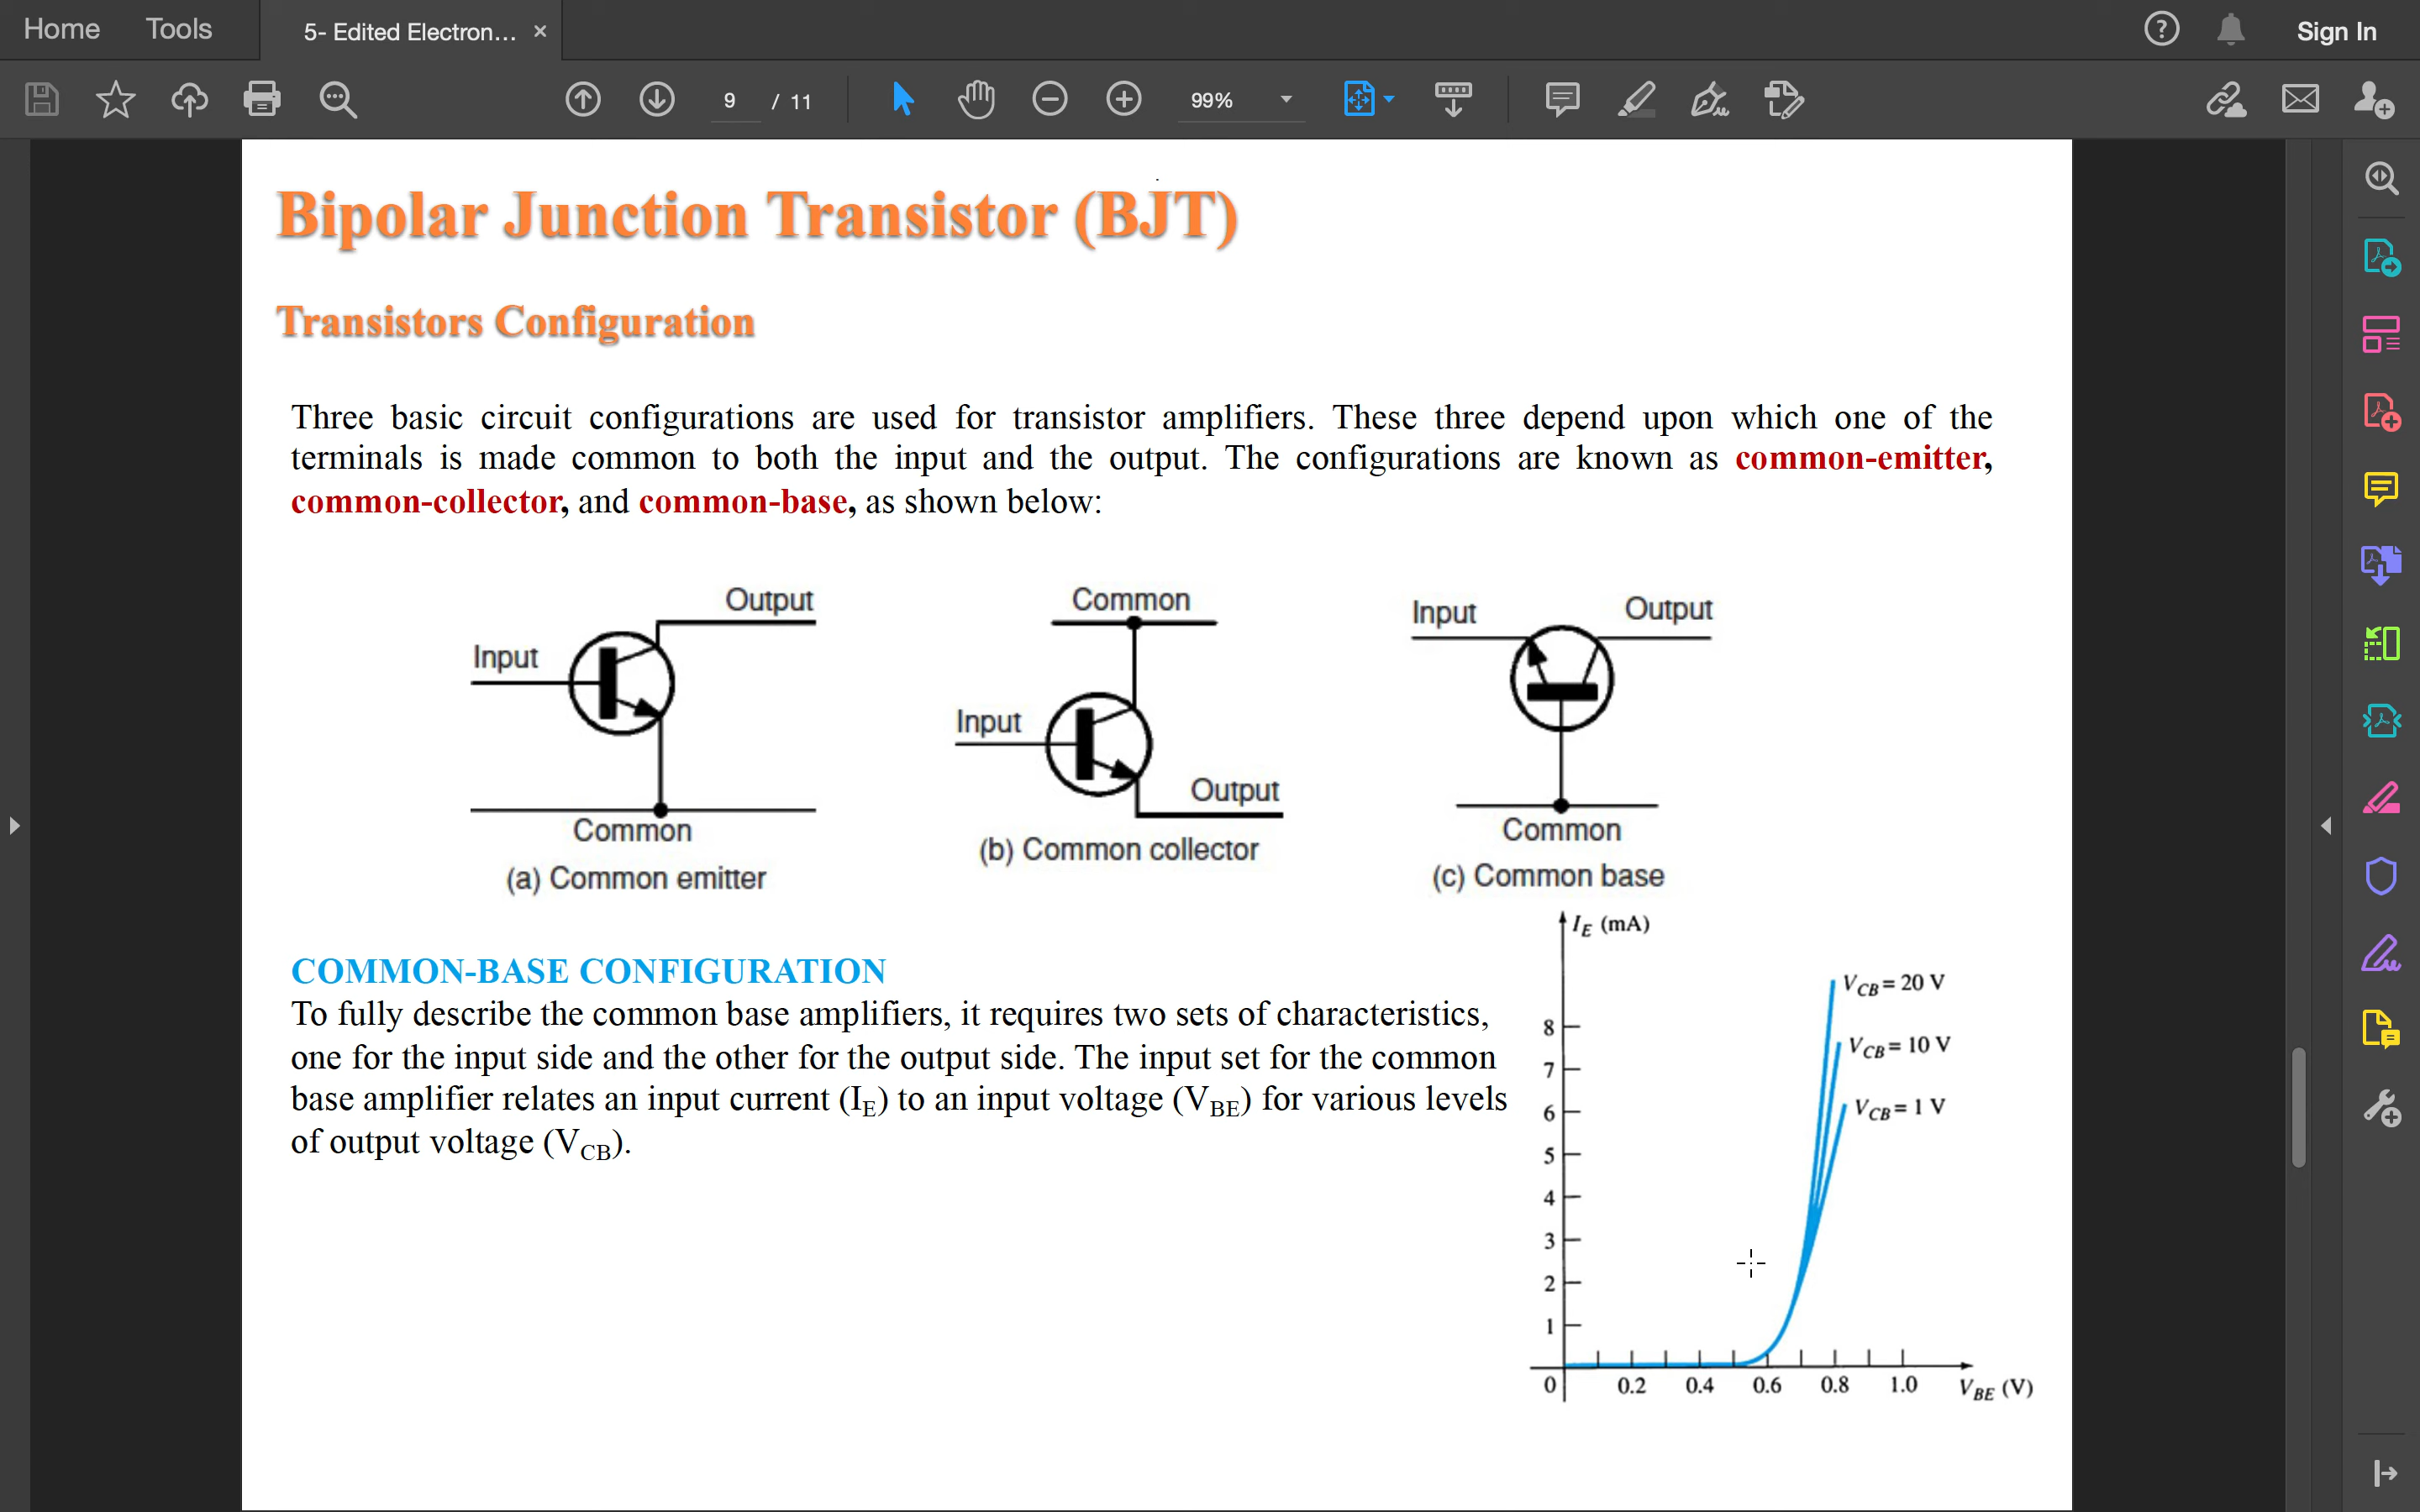 Home Tools 5- Edited Electron... × Sign In
9 / 11 99%
Bipolar Junction Transistor (BJT)
Transistors Configuration
Three basic circuit configurations are used for transistor amplifiers. These three depend upon which one of the
terminals is made common to both the input and the output. The configurations are known as common-emitter,
common-collector, and common-base, as shown below:
Output
Input
Common
(a) Common emitter
Common
Input
Output
(b) Common collector
Input
Output
Common
(c) Common base
COMMON-BASE CONFIGURATION
To fully describe the common base amplifiers, it requires two sets of characteristics,
one for the input side and the other for the output side. The input set for the common
base amplifier relates an input current (IE) to an input voltage (VBE) for various levels
of output voltage (VCB).
IE (mA)
VCB = 20 V
VCB = 10 V
VCB = 1 V
8
7
6
5
4
3
2
1
0 0.2 0.4 0.6 0.8 1.0 VBE (V)